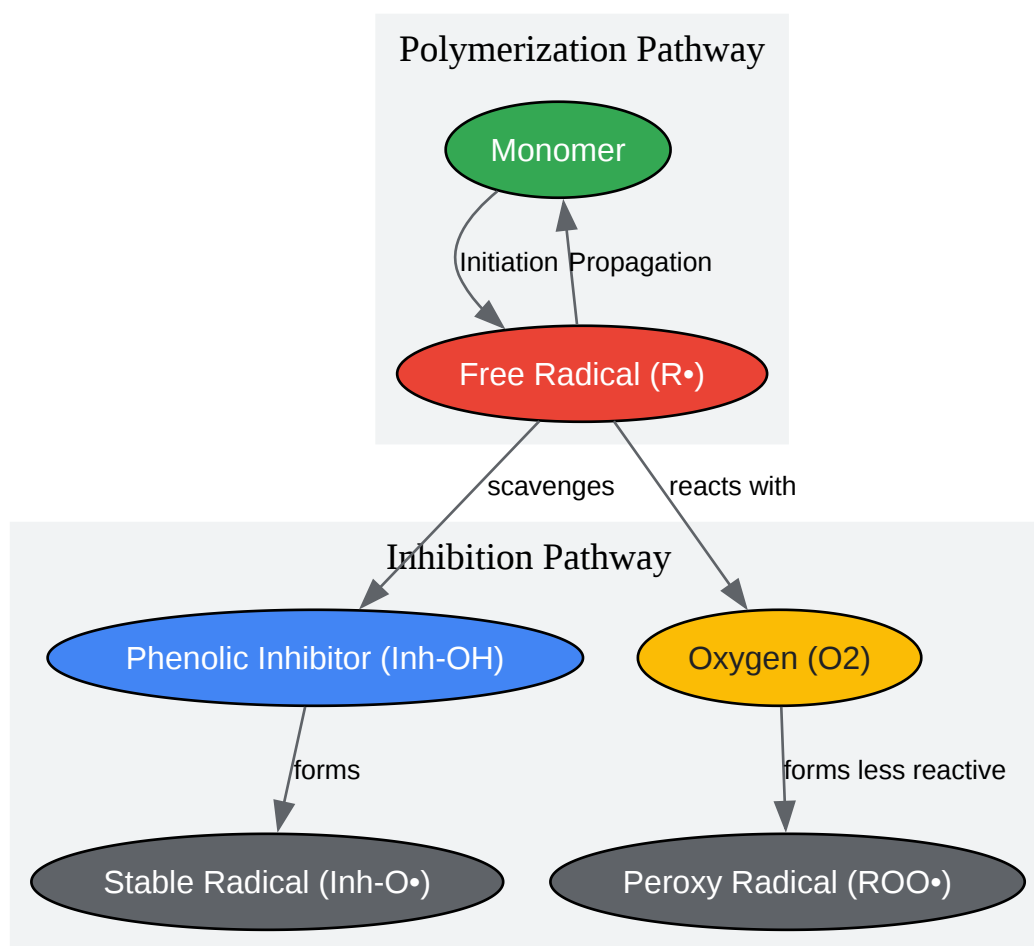 Polymerization Pathway
Monomer
Initiation
Propagation
Free Radical (R•)
scavenges
reacts with
Inhibition Pathway
Phenolic Inhibitor (Inh-OH)
Oxygen (O2)
forms
forms less reactive
Stable Radical (Inh-O•)
Peroxy Radical (ROO•)